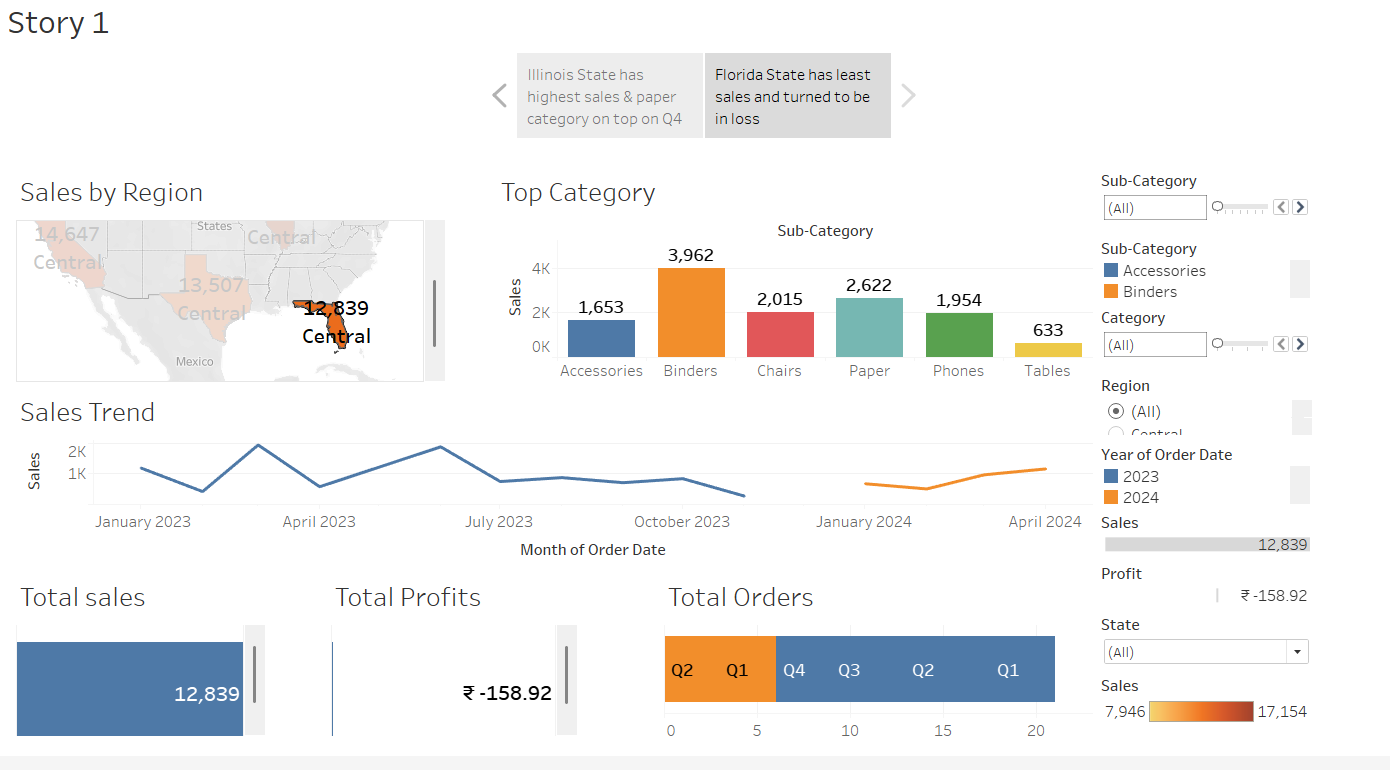 Story 1
Illinois State has
highest sales & paper
category on top on Q4
Florida State has least
sales and turned to be
in loss
Sales by Region
States
14,647
Central
Central
13,507
Central
12,839
Central
Mexico
Top Category
Sub-Category
Sales
4K
2K
0K
1,653
3,962
2,015
2,622
1,954
633
Accessories
Binders
Chairs
Paper
Phones
Tables
Sales Trend
Sales
2K
1K
January 2023
April 2023
July 2023
October 2023
January 2024
April 2024
Month of Order Date
Total sales
12,839
Total Profits
₹ -158.92
Total Orders
Q2
Q1
Q4
Q3
Q2
Q1
0
5
10
15
20
Sub-Category
(All)
Sub-Category
Accessories
Binders
Category
(All)
Region
(All)
Central
Year of Order Date
2023
2024
Sales
12,839
Profit
₹ -158.92
State
(All)
Sales
7,946
17,154